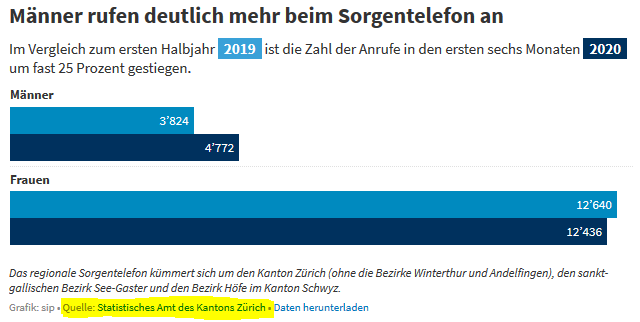 Männer rufen deutlich mehr beim Sorgentelefon an
Im Vergleich zum ersten Halbjahr 2019 ist die Zahl der Anrufe in den ersten sechs Monaten 2020
um fast 25 Prozent gestiegen.
Männer
3’824
4’772
Frauen
12’640
12’436
Das regionale Sorgentelefon kümmert sich um den Kanton Zürich (ohne die Bezirke Winterthur und Andelfingen), den sankt-
gallischen Bezirk See-Gaster und den Bezirk Höfe im Kanton Schwyz.
Grafik: sip • Quelle: Statistisches Amt des Kantons Zürich • Daten herunterladen